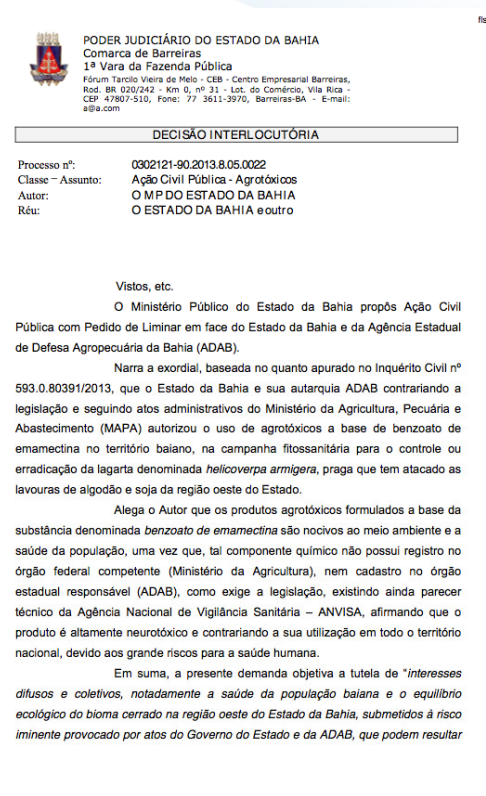 fls
PODER JUDICIÁRIO DO ESTADO DA BAHIA
Comarca de Barreiras
1ª Vara da Fazenda Pública
Fórum Tarcilo Vieira de Melo - CEB - Centro Empresarial Barreiras,
Rod. BR 020/242 - Km 0, nº 31 - Lot. do Comércio, Vila Rica -
CEP 47807-510, Fone: 77 3611-3970, Barreiras-BA - E-mail:
a@a.com
DECISÃO INTERLOCUTÓRIA
Processo nº: 0302121-90.2013.8.05.0022
Classe – Assunto: Ação Civil Pública - Agrotóxicos
Autor: O MP DO ESTADO DA BAHIA
Réu: O ESTADO DA BAHIA e outro
Vistos, etc.
O Ministério Público do Estado da Bahia propôs Ação Civil
Pública com Pedido de Liminar em face do Estado da Bahia e da Agência Estadual
de Defesa Agropecuária da Bahia (ADAB).
Narra a exordial, baseada no quanto apurado no Inquérito Civil nº
593.0.80391/2013, que o Estado da Bahia e sua autarquia ADAB contrariando a
legislação e seguindo atos administrativos do Ministério da Agricultura, Pecuária e
Abastecimento (MAPA) autorizou o uso de agrotóxicos a base de benzoato de
emamectina no território baiano, na campanha fitossanitária para o controle ou
erradicação da lagarta denominada helicoverpa armigera, praga que tem atacado as
lavouras de algodão e soja da região oeste do Estado.
Alega o Autor que os produtos agrotóxicos formulados a base da
substância denominada benzoato de emamectina são nocivos ao meio ambiente e a
saúde da população, uma vez que, tal componente químico não possui registro no
órgão federal competente (Ministério da Agricultura), nem cadastro no órgão
estadual responsável (ADAB), como exige a legislação, existindo ainda parecer
técnico da Agência Nacional de Vigilância Sanitária – ANVISA, afirmando que o
produto é altamente neurotóxico e contrariando a sua utilização em todo o território
nacional, devido aos grande riscos para a saúde humana.
Em suma, a presente demanda objetiva a tutela de “interesses
difusos e coletivos, notadamente a saúde da população baiana e o equilíbrio
ecológico do bioma cerrado na região oeste do Estado da Bahia, submetidos à risco
iminente provocado por atos do Governo do Estado e da ADAB, que podem resultar